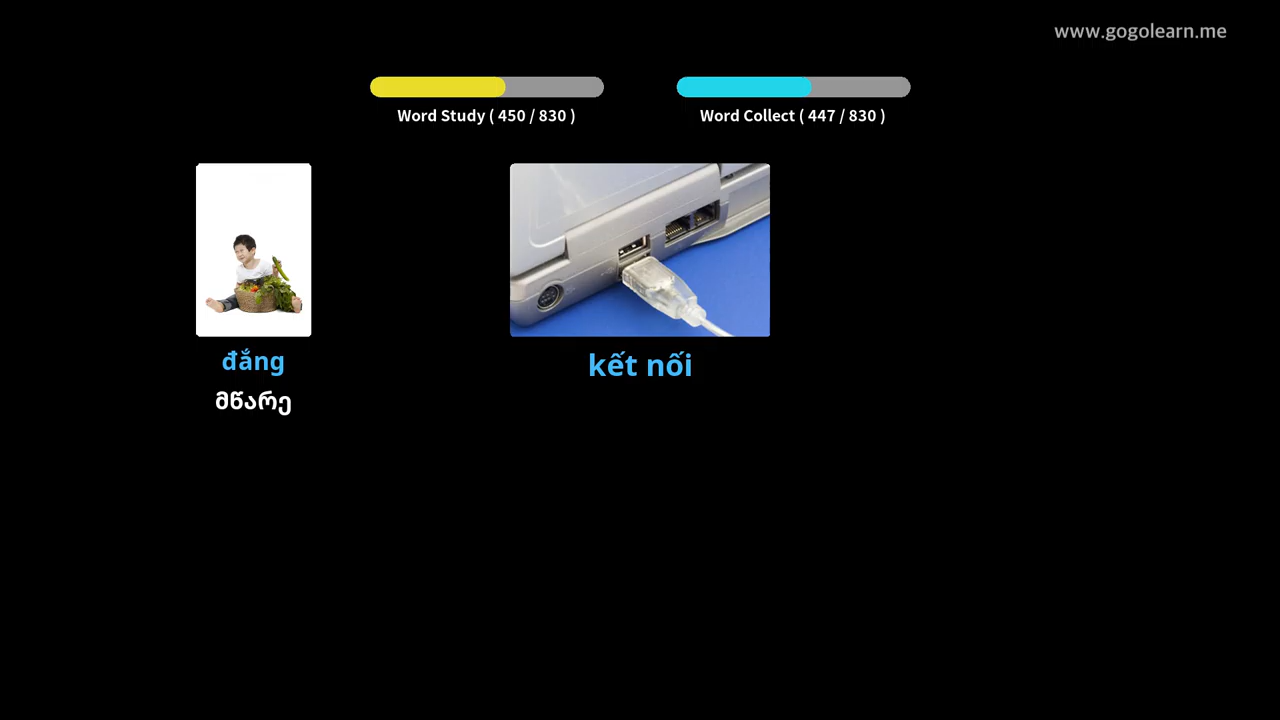 www.gogolearn.me
Word Study ( 450 / 830 )
Word Collect ( 447 / 830 )
đắng
მწარე
kết nối